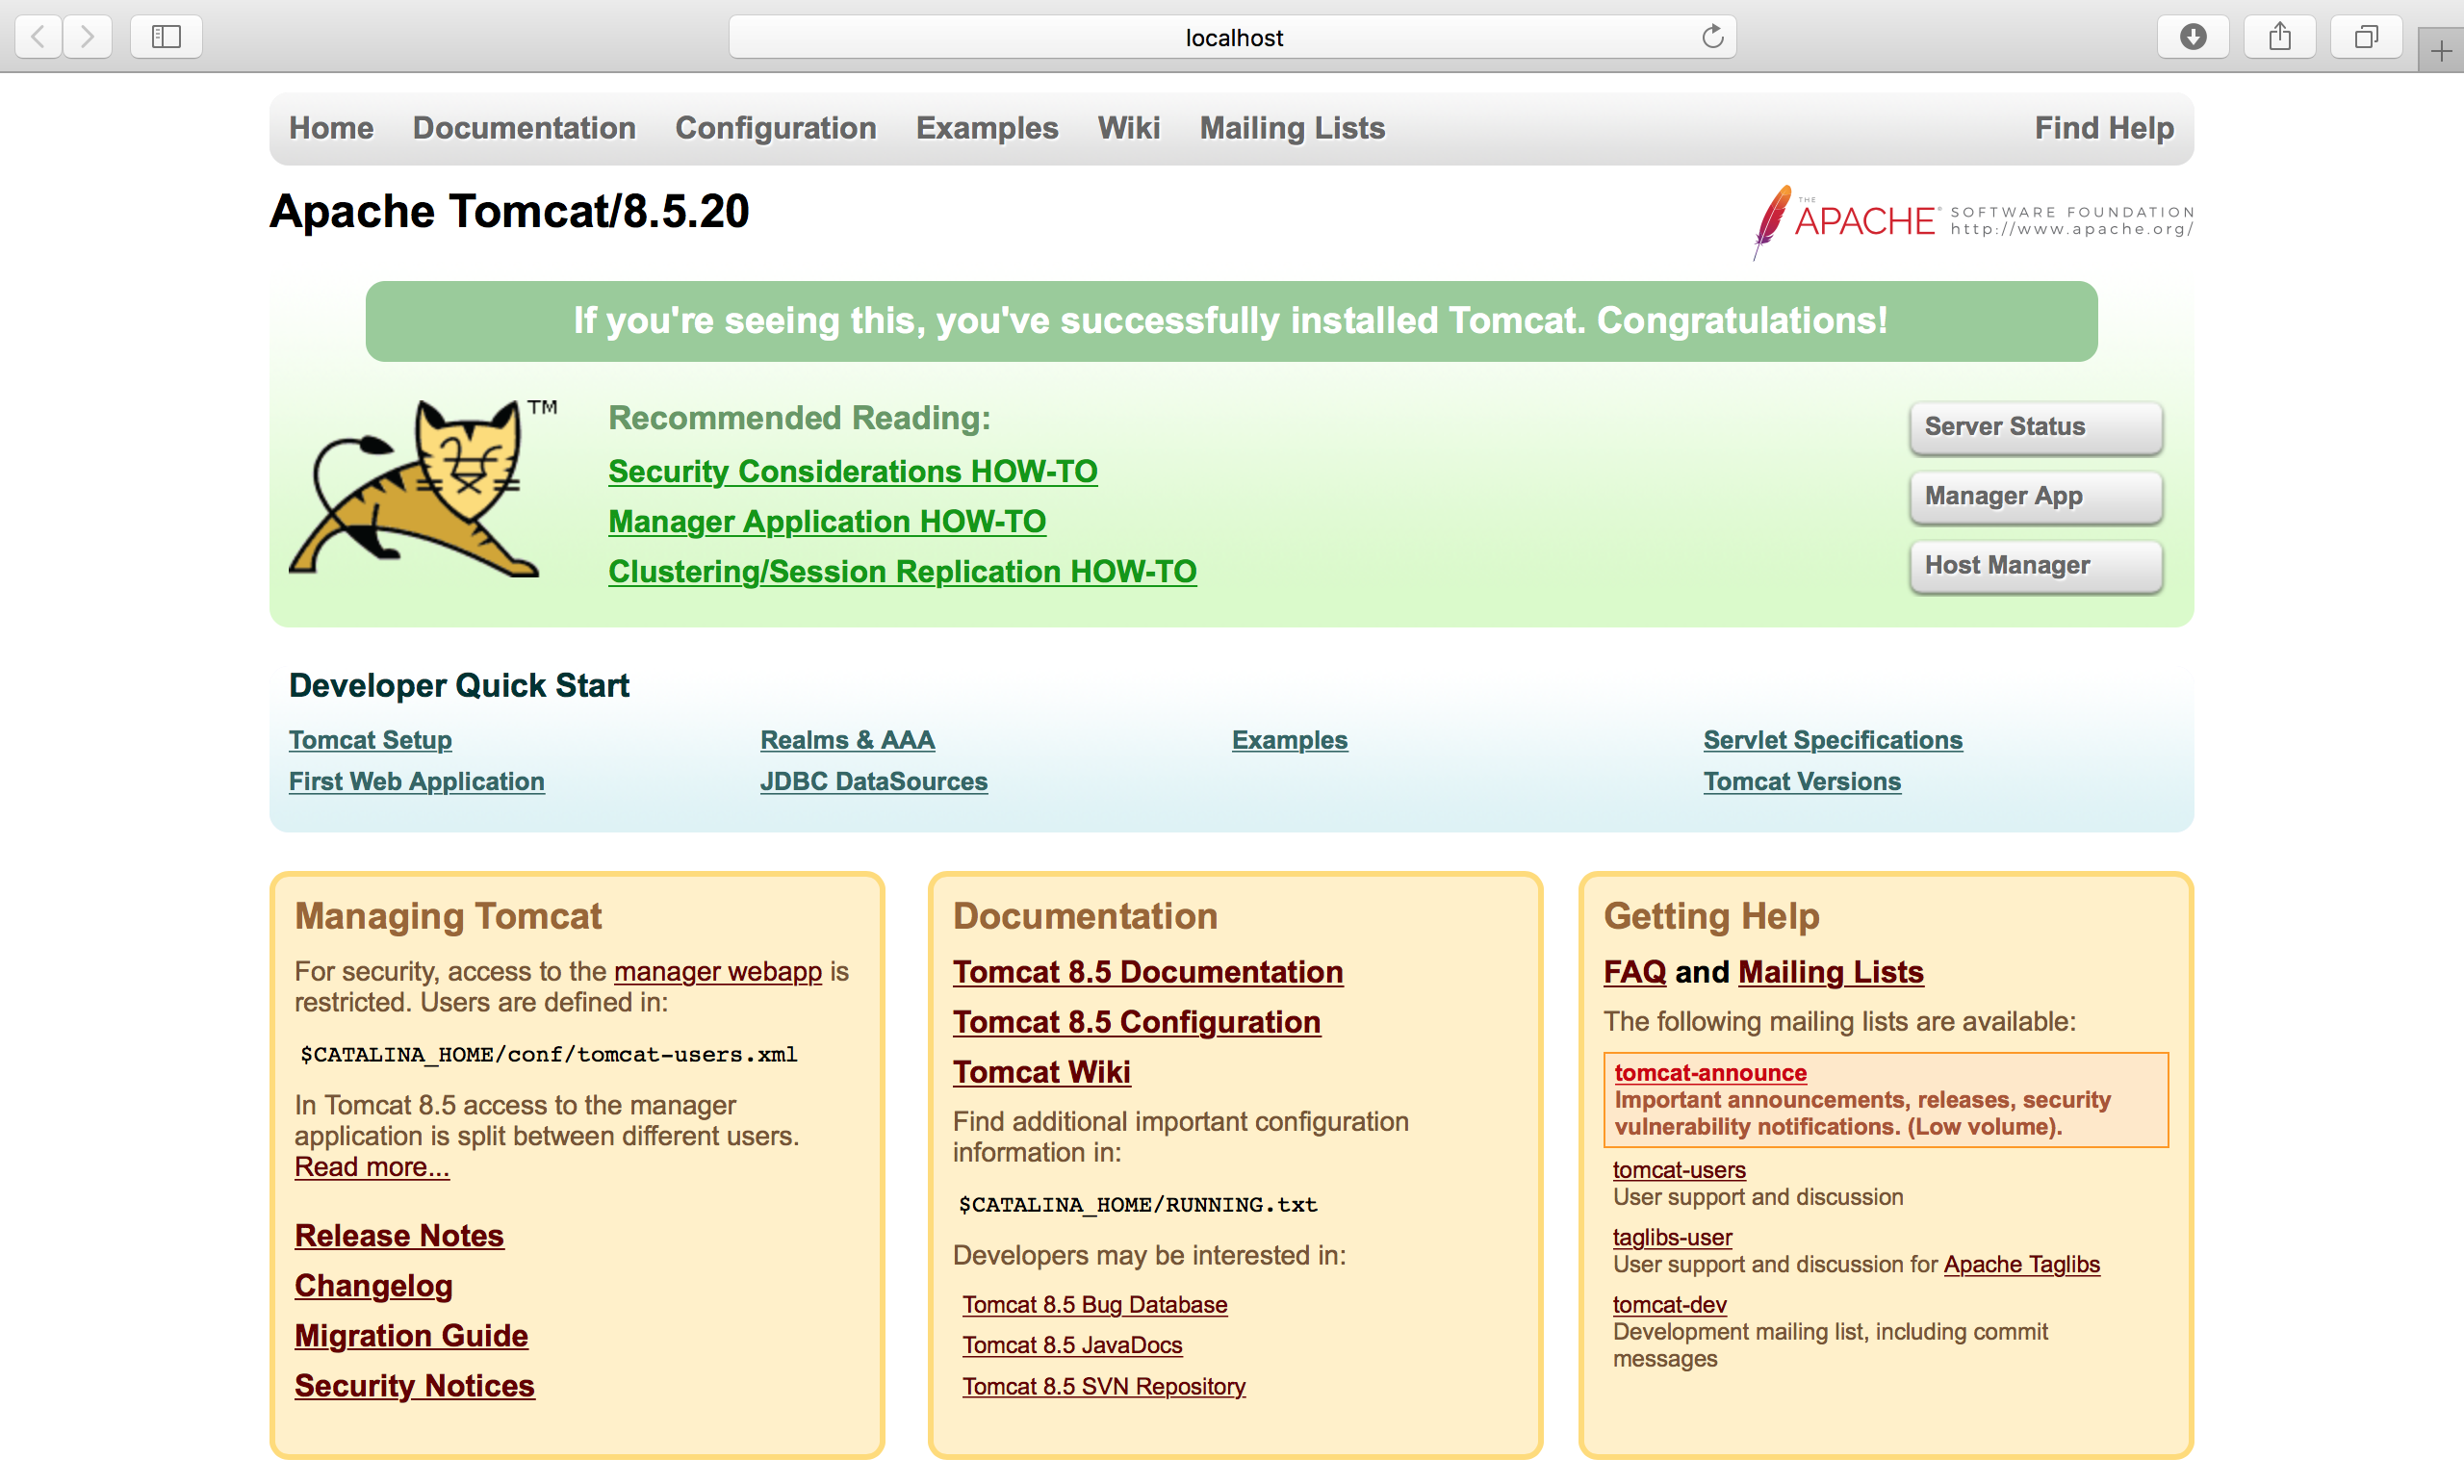 localhost
Home Documentation Configuration Examples Wiki Mailing Lists Find Help
Apache Tomcat/8.5.20
THE APACHE® SOFTWARE FOUNDATION
http://www.apache.org/
If you're seeing this, you've successfully installed Tomcat. Congratulations!
TM
Recommended Reading:
Security Considerations HOW-TO
Manager Application HOW-TO
Clustering/Session Replication HOW-TO
Server Status
Manager App
Host Manager
Developer Quick Start
Tomcat Setup
First Web Application
Realms & AAA
JDBC DataSources
Examples
Servlet Specifications
Tomcat Versions
Managing Tomcat
For security, access to the manager webapp is
restricted. Users are defined in:
$CATALINA_HOME/conf/tomcat-users.xml
In Tomcat 8.5 access to the manager
application is split between different users.
Read more...
Release Notes
Changelog
Migration Guide
Security Notices
Documentation
Tomcat 8.5 Documentation
Tomcat 8.5 Configuration
Tomcat Wiki
Find additional important configuration
information in:
$CATALINA_HOME/RUNNING.txt
Developers may be interested in:
Tomcat 8.5 Bug Database
Tomcat 8.5 JavaDocs
Tomcat 8.5 SVN Repository
Getting Help
FAQ and Mailing Lists
The following mailing lists are available:
tomcat-announce
Important announcements, releases, security
vulnerability notifications. (Low volume).
tomcat-users
User support and discussion
taglibs-user
User support and discussion for Apache Taglibs
tomcat-dev
Development mailing list, including commit
messages